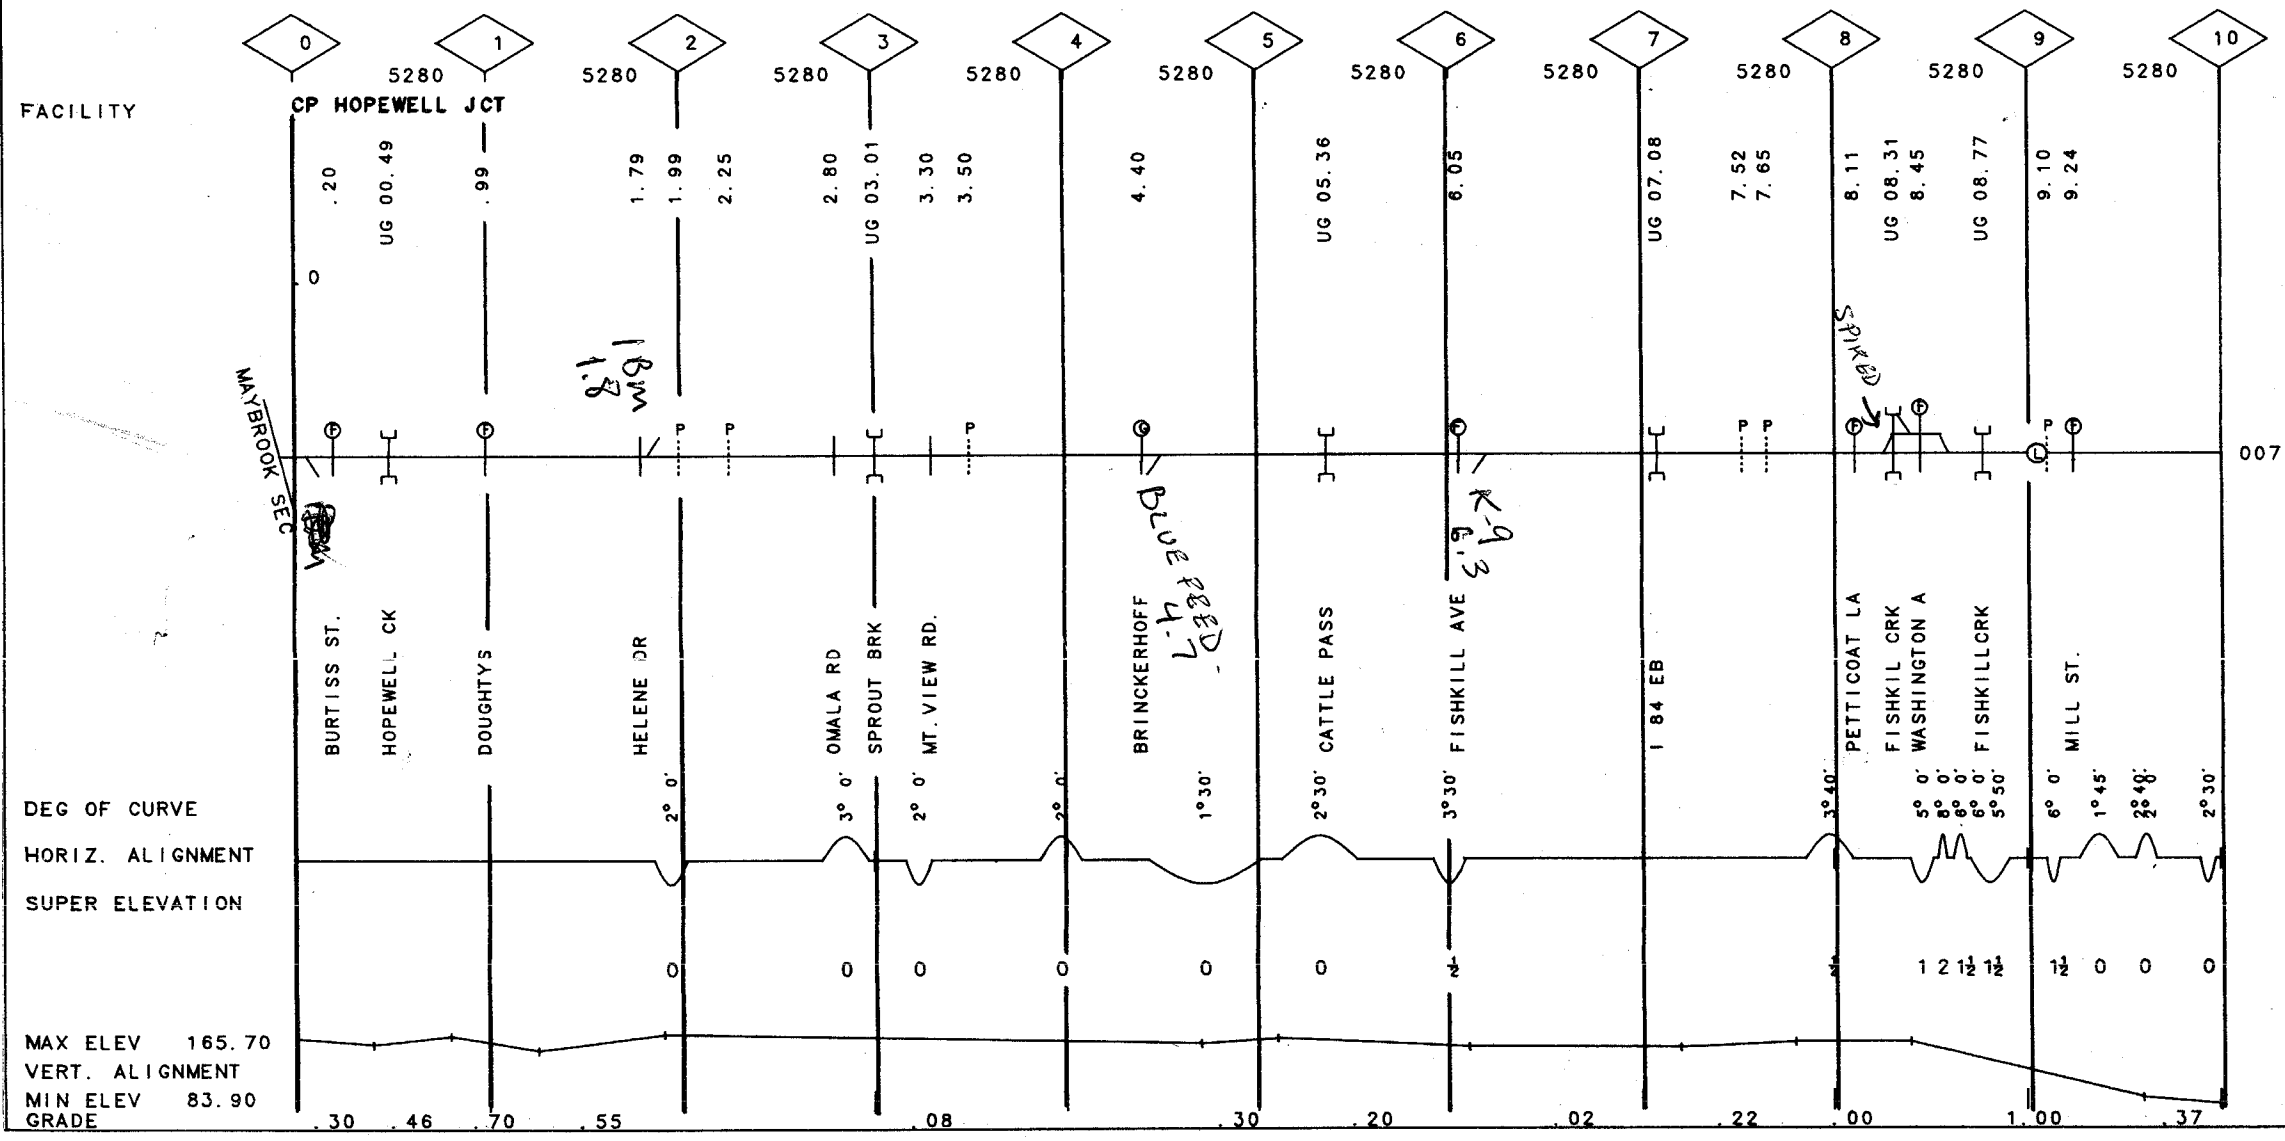 0 1 2 3 4 5 6 7 8 9 10
5280 5280 5280 5280 5280 5280 5280 5280 5280 5280
FACILITY
CP HOPEWELL JCT
.20
UG 00.49
.99
1.79
1.99
2.25
2.80
UG 03.01
3.30
3.50
4.40
UG 05.36
6.05
UG 07.08
7.52
7.65
8.11
UG 08.31
8.45
UG 08.77
9.10
9.24
0
SPIKED
IBM
1.8
MAYBROOK SEC
F F P P P P G F P P F F P F
L
007
BLUE
4.7
K-9
6.3
BURTISS ST.
HOPEWELL CK
DOUGHTYS
HELENE DR
OMALA RD
SPROUT BRK
MT.VIEW RD.
BRINCKERHOFF
CATTLE PASS
FISHKILL AVE
I 84 EB
PETTICOAT LA
FISHKIL CRK
WASHINGTON A
FISHKILLCRK
MILL ST.
DEG OF CURVE
2° 0' 3° 0' 2° 0' 2° 0' 1°30' 2°30' 3°30' 3°40' 5° 0' 8° 0' 6° 0' 6° 0' 5°50' 6° 0' 1°45' 2°40' 2° 0' 2°30'
HORIZ. ALIGNMENT
SUPER ELEVATION
0 0 0 0 0 0 ½ ½ 1 2 1½ 1½ 1½ 0 0 0
MAX ELEV 165.70
VERT. ALIGNMENT
MIN ELEV 83.90
GRADE .30 .46 .70 .55 .08 .30 .20 .02 .22 .00 1.00 .37